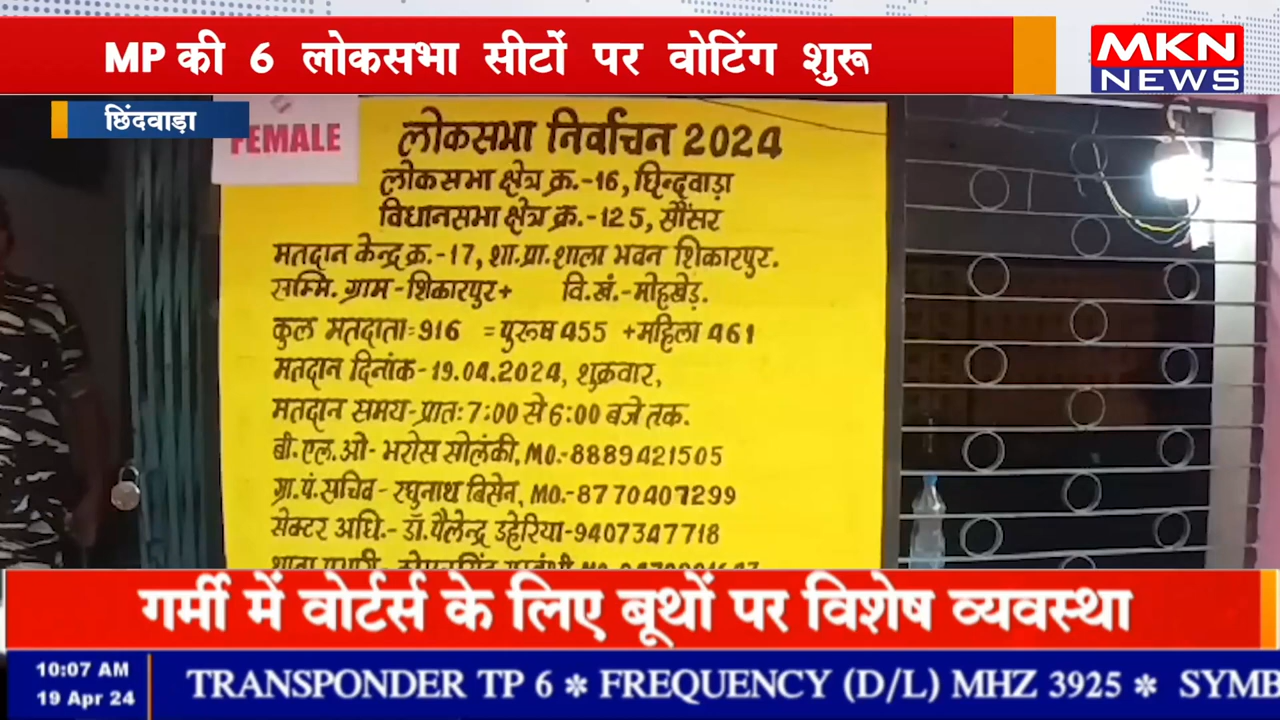 MP की 6 लोकसभा सीटों पर वोटिंग शुरू
MKN
NEWS
छिंदवाड़ा
FEMALE
लोकसभा निर्वाचन 2024
लोकसभा क्षेत्र क्र.-16, छिन्दवाड़ा
विधानसभा क्षेत्र क्र.-125, सौंसर
मतदान केन्द्र क्र.-17, शा.प्रा.शाला भवन शिकारपुर.
सम्मि. ग्राम-शिकारपुर+ वि.खं.-मोहखेड़.
कुल मतदाता=916 =पुरूष 455 +महिला 461
मतदान दिनांक-19.04.2024, शुक्रवार,
मतदान समय-प्रातः 7:00 से 6:00 बजे तक.
बी.एल.ओ- भरोस सोलंकी, MO.-8889421505
ग्रा.पं.सचिव-रघुनाथ बिसेन, MO.-8770407299
सेक्टर अधि.- डॉ.पैलेन्द्र डहेरिया-9407347718
गर्मी में वोर्टर्स के लिए बूथों पर विशेष व्यवस्था
10:07 AM
19 Apr 24
TRANSPONDER TP 6 * FREQUENCY (D/L) MHZ 3925 * SYMB